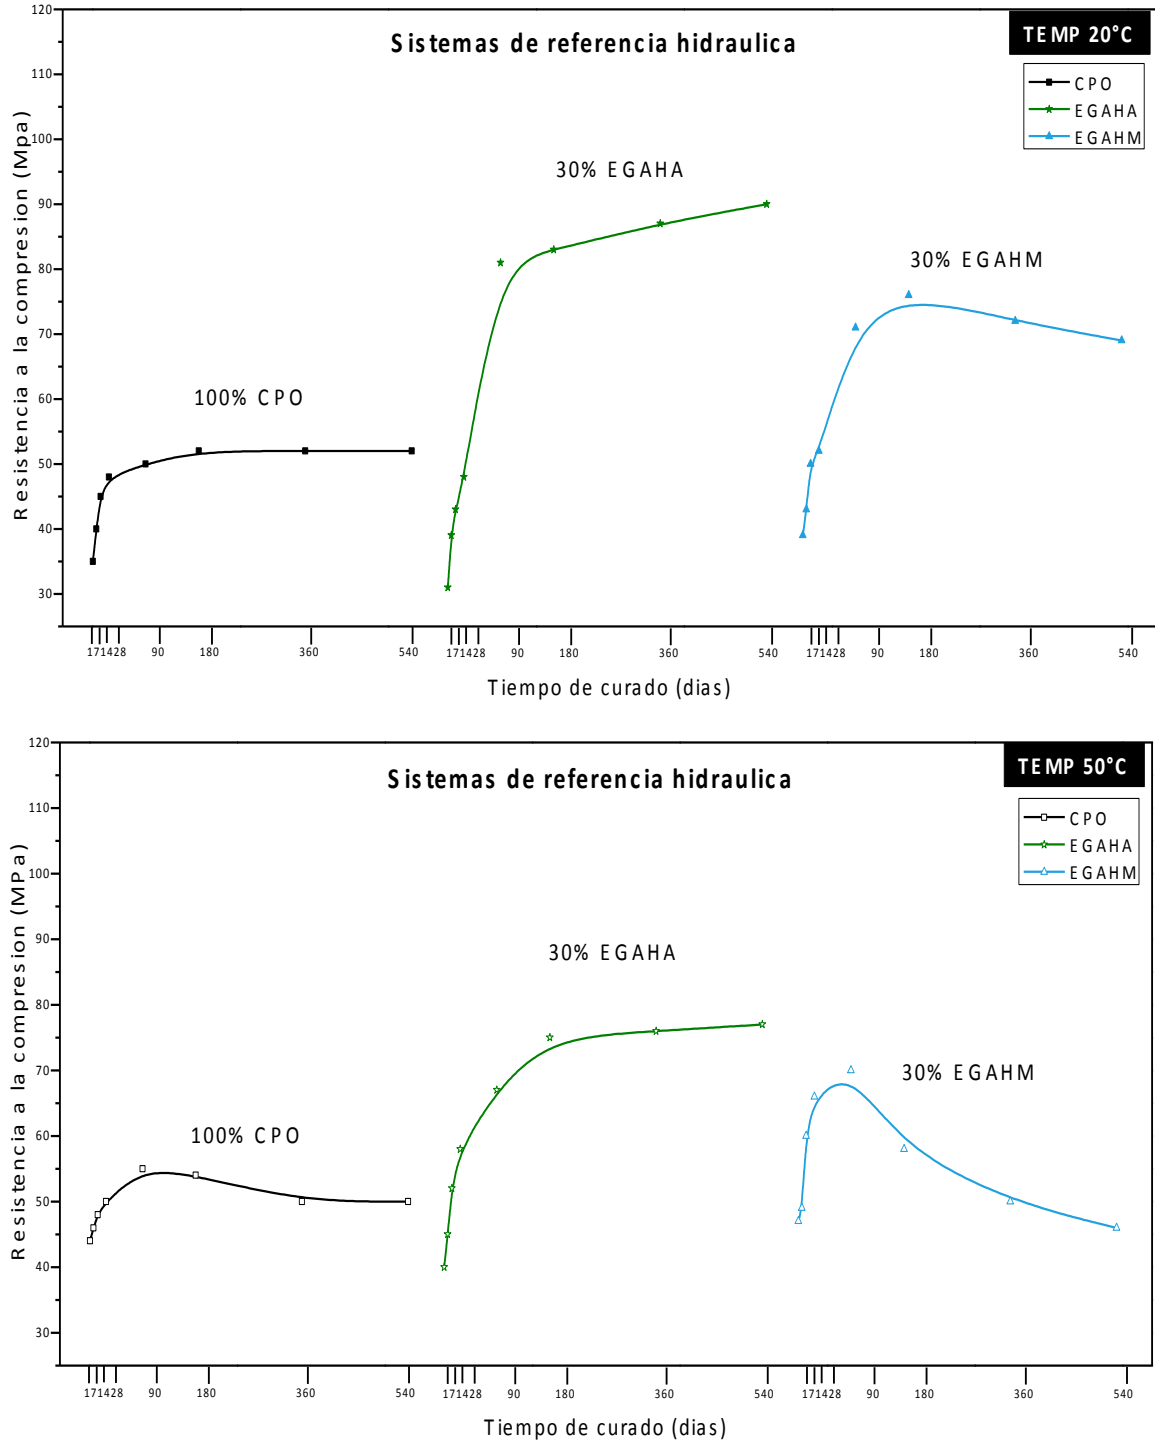 120
Sistemas de referencia hidraulica
TEMP 20°C
110
CPO
EGAHA
EGAHM
100
30% EGAHA
90
30% EGAHM
80
70
60
100% CPO
50
40
30
Resistencia a la compresion (Mpa)
171428 90 180 360 540 171428 90 180 360 540 171428 90 180 360 540
Tiempo de curado (dias)
120
Sistemas de referencia hidraulica
TEMP 50°C
110
CPO
EGAHA
EGAHM
100
90
30% EGAHA
80
70
30% EGAHM
60
100% CPO
50
40
30
Resistencia a la compresion (MPa)
171428 90 180 360 540 171428 90 180 360 540 171428 90 180 360 540
Tiempo de curado (dias)